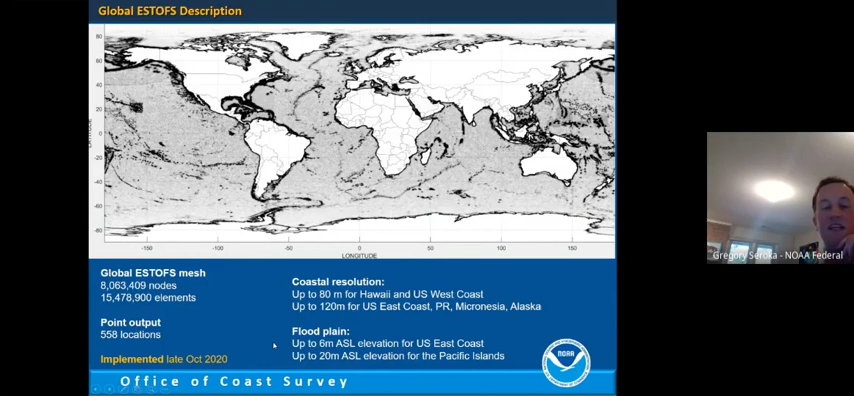 Global ESTOFS Description
80
60
40
20
0
-20
-40
-60
-80
-150
-100
-50
0
50
100
150
LONGITUDE
Global ESTOFS mesh
8,063,409 nodes
15,478,900 elements
Point output
558 locations
Implemented late Oct 2020
Coastal resolution:
Up to 80 m for Hawaii and US West Coast
Up to 120m for US East Coast, PR, Micronesia, Alaska
Flood plain:
Up to 6m ASL elevation for US East Coast
Up to 20m ASL elevation for the Pacific Islands
NOAA
Office of Coast Survey
Gregory Seroka - NOAA Federal